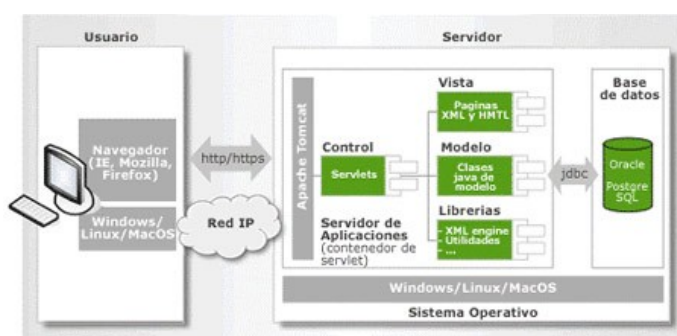 Usuario
Navegador
(IE, Mozilla,
Firefox)
Windows/
Linux/MacOS
http/https
Red IP
Servidor
Apache Tomcat
Control
Servlets
Servidor de
Aplicaciones
(contenedor de
servlet)
Vista
Paginas
XML y HMTL
Modelo
Clases
java de
modelo
Librerias
- XML engine
- Utilidades
- ...
jdbc
Base
de datos
Oracle
Postgre
SQL
Windows/Linux/MacOS
Sistema Operativo